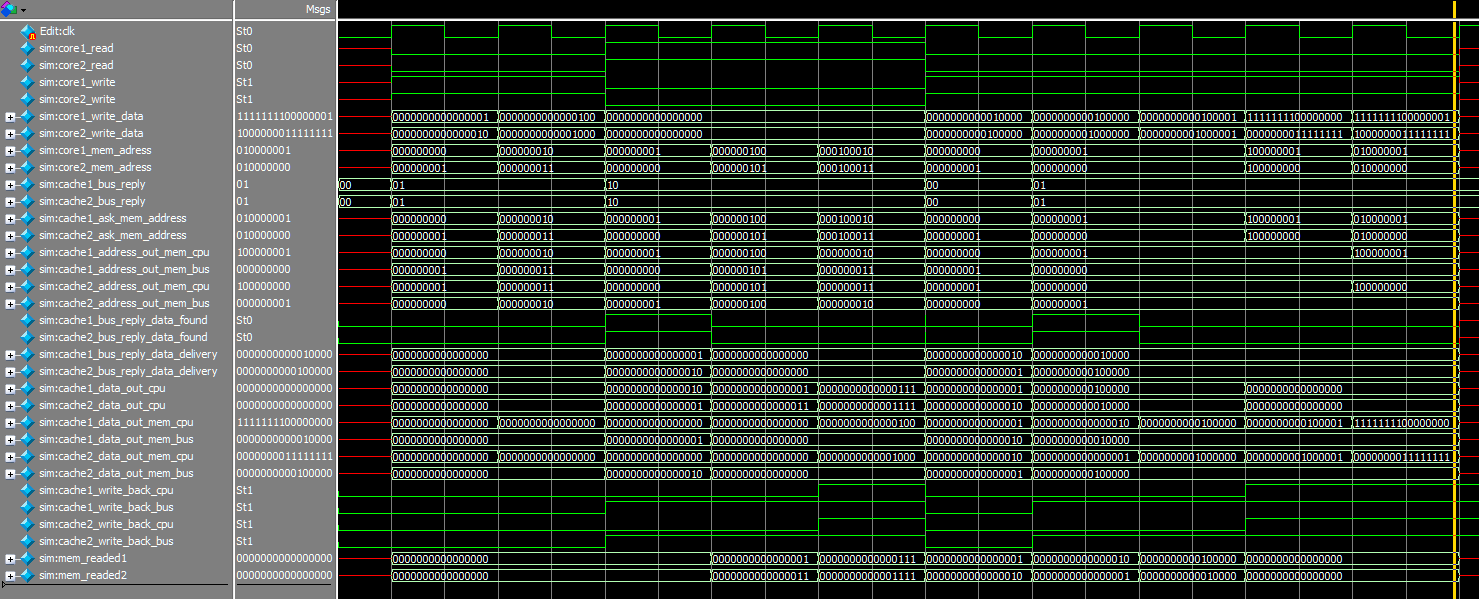 Msgs
Edit:clk St0
sim:core1_read St0
sim:core2_read St0
sim:core1_write St1
sim:core2_write St1
sim:core1_write_data 1111111100000001 0000000000000001 0000000000000100 0000000000000000 0000000000010000 0000000000100000 0000000000100001 1111111100000000 1111111100000001
sim:core2_write_data 1000000011111111 0000000000000010 0000000000001000 0000000000000000 0000000000100000 0000000001000000 0000000001000001 0000000011111111 1000000011111111
sim:core1_mem_adress 010000001 000000000 000000010 000000001 000000100 000100010 000000000 000000001 100000001 010000001
sim:core2_mem_adress 010000000 000000001 000000011 000000000 000000101 000100011 000000001 000000000 100000000 010000000
sim:cache1_bus_reply 01 00 01 10 00 01
sim:cache2_bus_reply 01 00 01 10 00 01
sim:cache1_ask_mem_address 010000001 000000000 000000010 000000001 000000100 000100010 000000000 000000001 100000001 010000001
sim:cache2_ask_mem_address 010000000 000000001 000000011 000000000 000000101 000100011 000000001 000000000 100000000 010000000
sim:cache1_address_out_mem_cpu 100000001 000000000 000000010 000000001 000000100 000000010 000000000 000000001 100000001
sim:cache1_address_out_mem_bus 000000000 000000001 000000011 000000000 000000101 000000011 000000001 000000000
sim:cache2_address_out_mem_cpu 100000000 000000001 000000011 000000000 000000101 000000011 000000001 000000000 100000000
sim:cache2_address_out_mem_bus 000000001 000000000 000000010 000000001 000000100 000000010 000000000 000000001
sim:cache1_bus_reply_data_found St0
sim:cache2_bus_reply_data_found St0
sim:cache1_bus_reply_data_delivery 0000000000010000 0000000000000000 0000000000000001 0000000000000000 0000000000000010 0000000000010000
sim:cache2_bus_reply_data_delivery 0000000000100000 0000000000000000 0000000000000010 0000000000000000 0000000000000001 0000000000100000
sim:cache1_data_out_cpu 0000000000000000 0000000000000000 0000000000000010 0000000000000001 0000000000000111 0000000000000001 0000000000100000 0000000000000000
sim:cache2_data_out_cpu 0000000000000000 0000000000000000 0000000000000001 0000000000000011 0000000000001111 0000000000000010 0000000000010000 0000000000000000
sim:cache1_data_out_mem_cpu 1111111100000000 0000000000000000 0000000000000000 0000000000000000 0000000000000000 0000000000000100 0000000000000001 0000000000000010 0000000000100000 0000000000100001 1111111100000000
sim:cache1_data_out_mem_bus 0000000000010000 0000000000000000 0000000000000001 0000000000000000 0000000000000010 0000000000010000
sim:cache2_data_out_mem_cpu 0000000011111111 0000000000000000 0000000000000000 0000000000000000 0000000000000000 0000000000001000 0000000000000010 0000000000000001 0000000001000000 0000000001000001 0000000011111111
sim:cache2_data_out_mem_bus 0000000000100000 0000000000000000 0000000000000010 0000000000000000 0000000000000001 0000000000100000
sim:cache1_write_back_cpu St1
sim:cache1_write_back_bus St1
sim:cache2_write_back_cpu St1
sim:cache2_write_back_bus St1
sim:mem_readed1 0000000000000000 0000000000000000 0000000000000001 0000000000000111 0000000000000001 0000000000000010 0000000000100000 0000000000000000
sim:mem_readed2 0000000000000000 0000000000000000 0000000000000011 0000000000001111 0000000000000010 0000000000000001 0000000000010000 0000000000000000